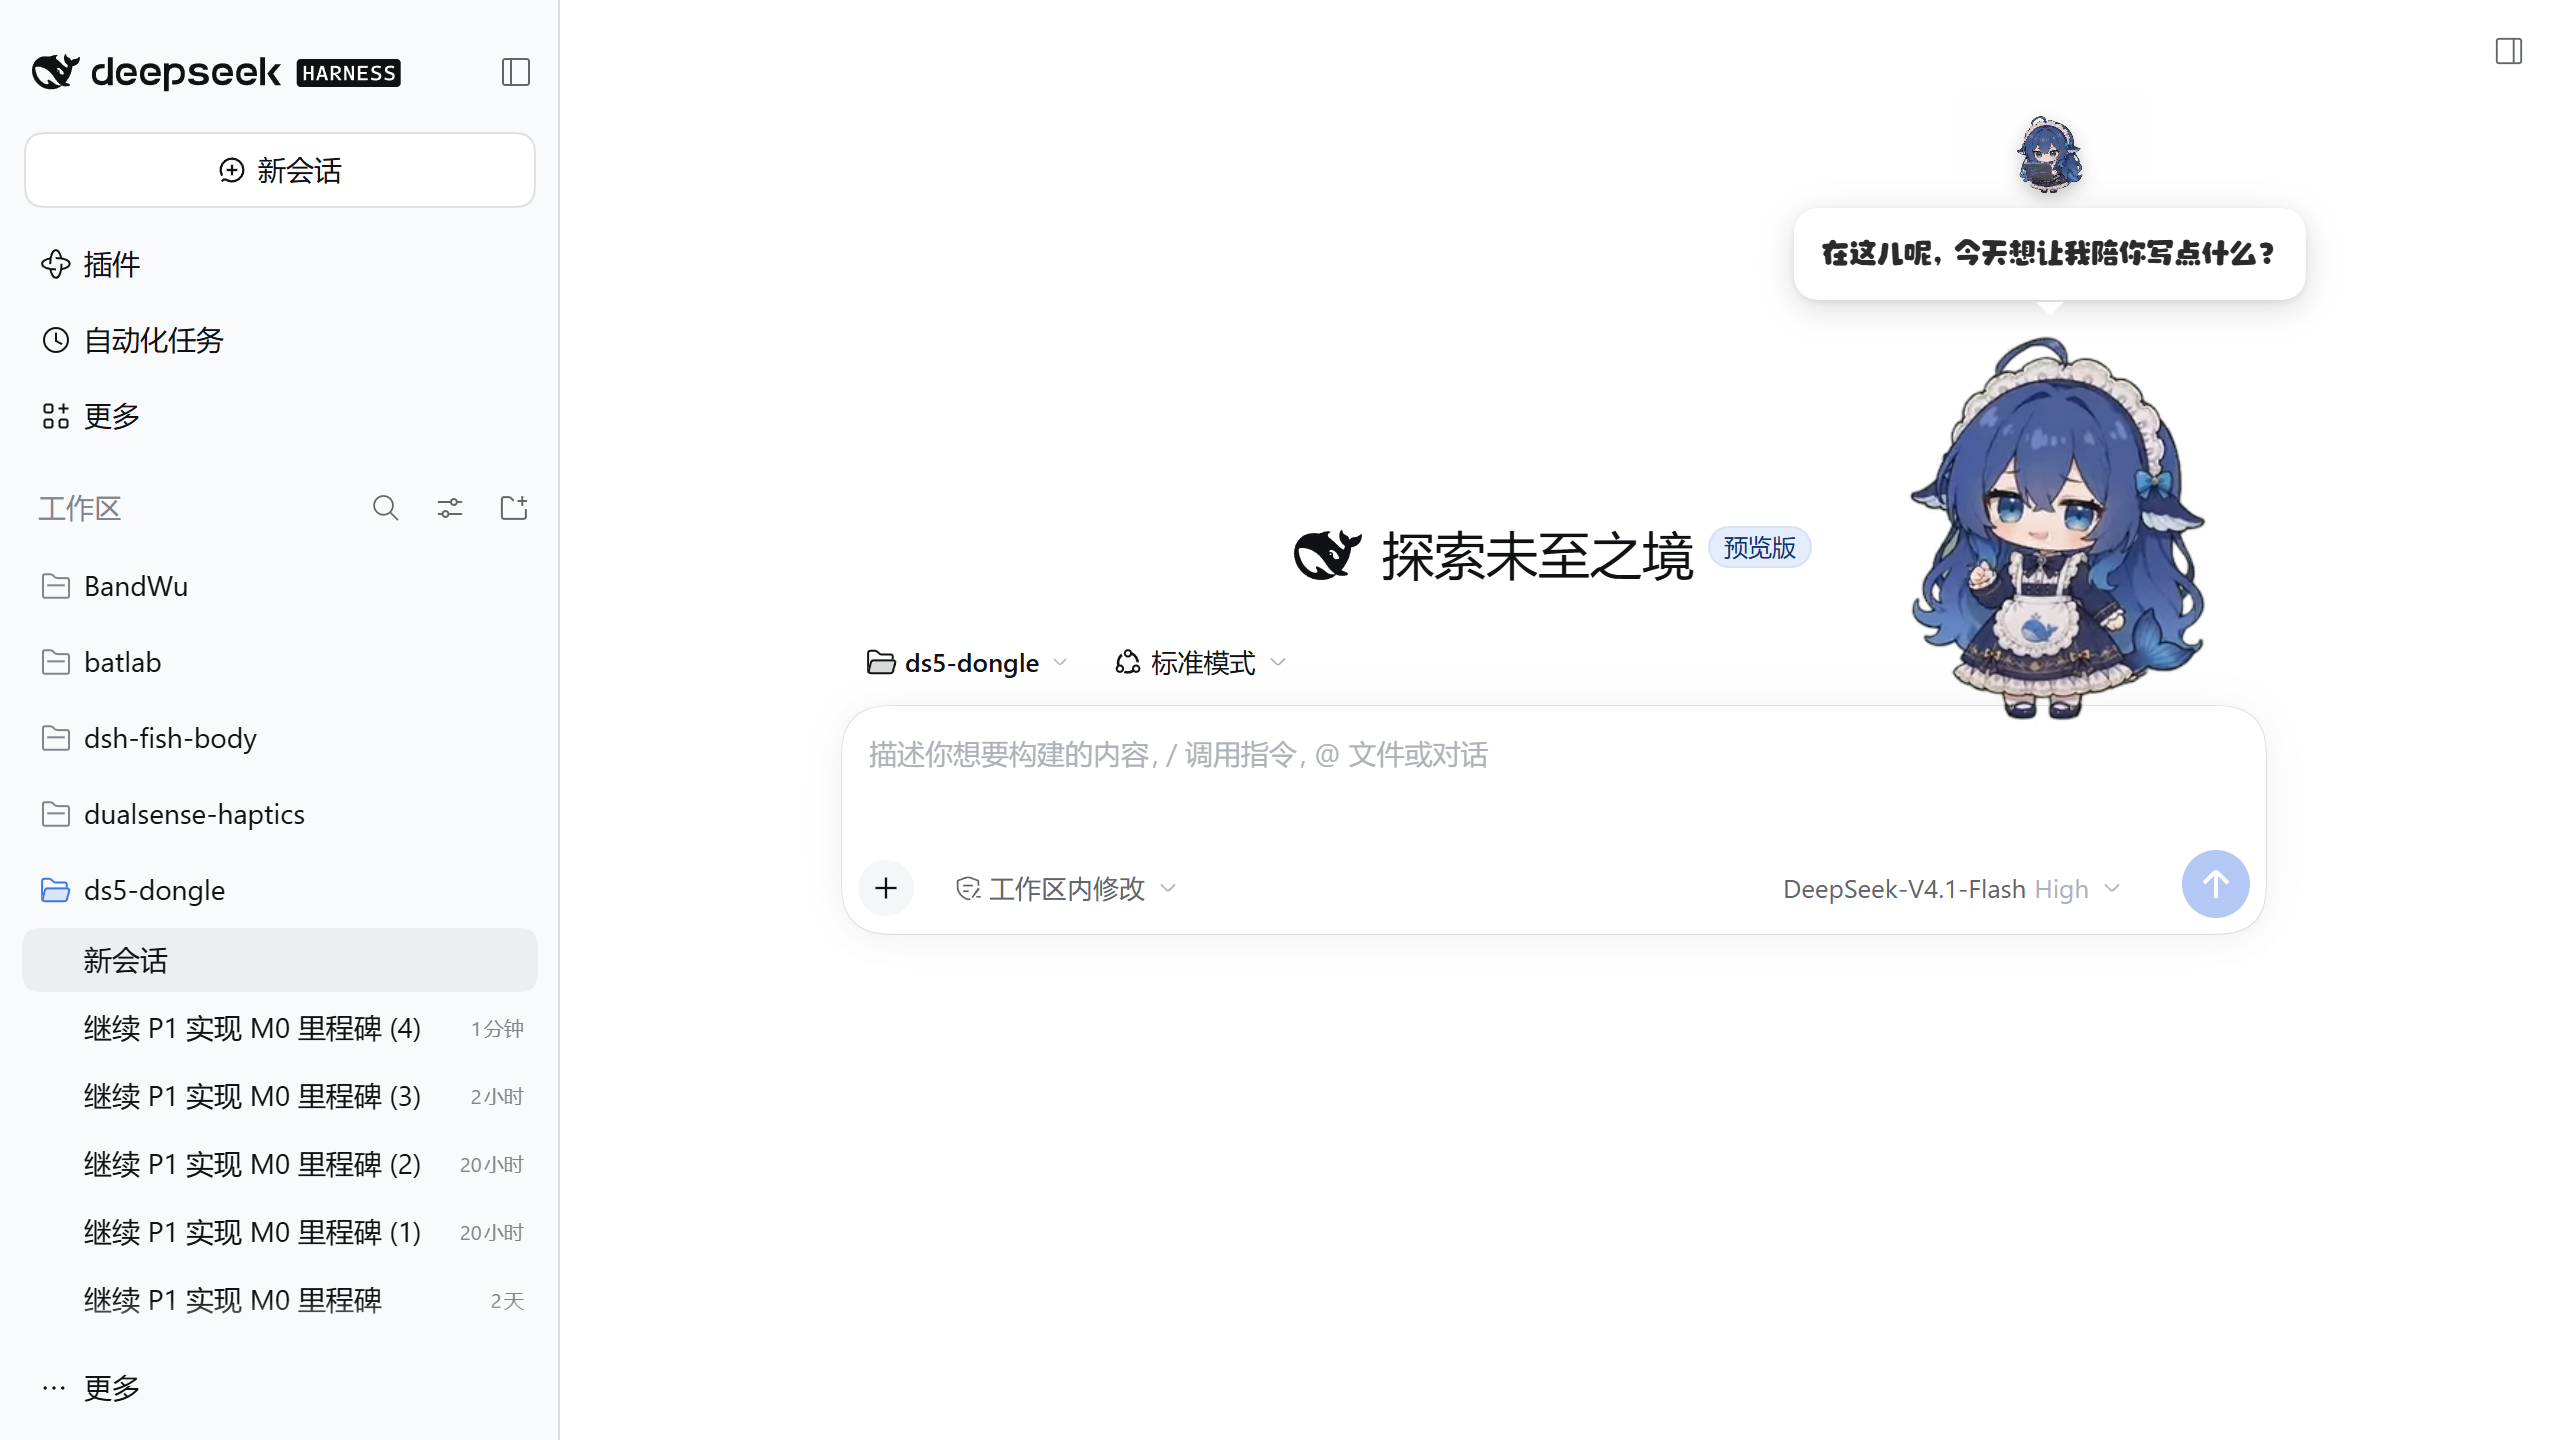 deepseek HARNESS
新会话
插件
自动化任务
更多
工作区
BandWu
batlab
dsh-fish-body
dualsense-haptics
ds5-dongle
新会话
继续 P1 实现 M0 里程碑 (4) 1分钟
继续 P1 实现 M0 里程碑 (3) 2小时
继续 P1 实现 M0 里程碑 (2) 20小时
继续 P1 实现 M0 里程碑 (1) 20小时
继续 P1 实现 M0 里程碑 2天
更多
在这儿呢，今天想让我陪你写点什么？
探索未至之境 预览版
ds5-dongle 标准模式
描述你想要构建的内容, / 调用指令, @ 文件或对话
工作区内修改 DeepSeek-V4.1-Flash High